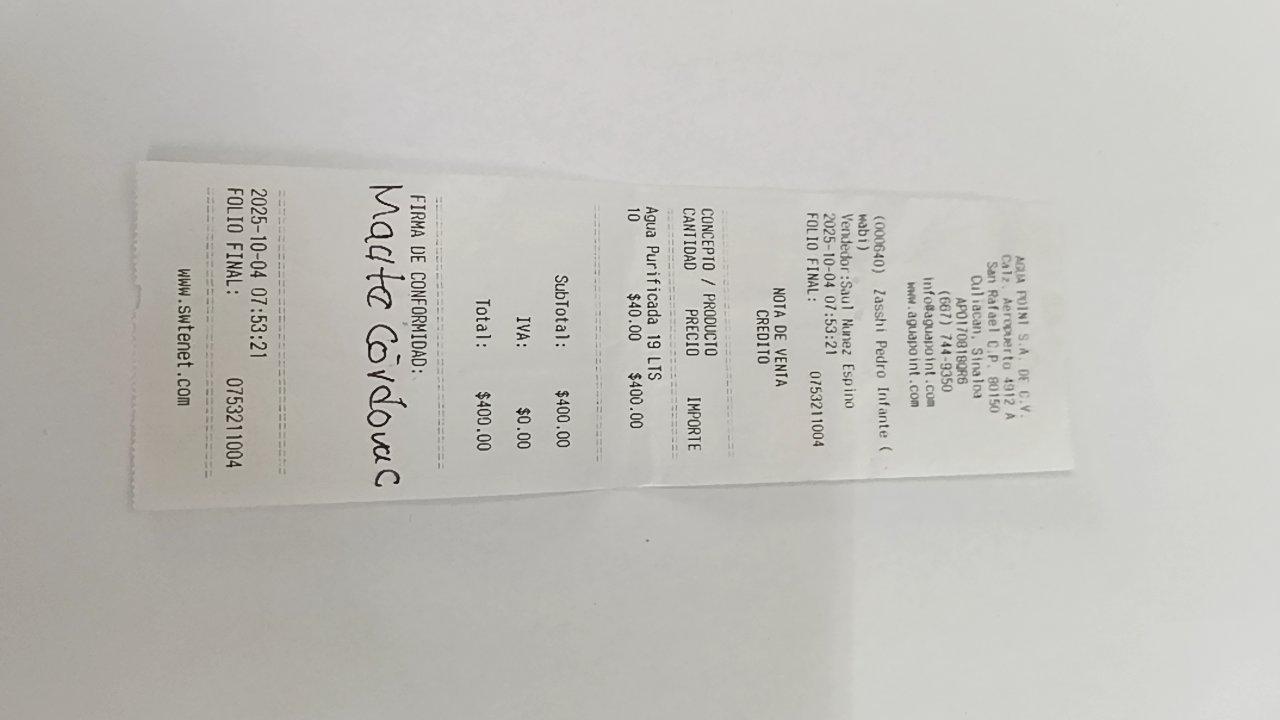 AGUA POINT S.A. DE C.V.
Calz. Aeropuerto 4912 A
San Rafael C.P. 80150
Culiacan, Sinaloa
APO170818QR6
(667) 744-9350
info@aguapoint.com
www.aguapoint.com
(000640) Zasshi Pedro Infante (
wabi)
Vendedor:Saul Nunez Espino
2025-10-04 07:53:21
FOLIO FINAL: 0753211004
NOTA DE VENTA
CREDITO
CONCEPTO / PRODUCTO
CANTIDAD PRECIO IMPORTE
Agua Purificada 19 LTS
10 $40.00 $400.00
SubTotal: $400.00
IVA: $0.00
Total: $400.00
FIRMA DE CONFORMIDAD:
Córdova C
2025-10-04 07:53:21
FOLIO FINAL: 0753211004
www.swtenet.com